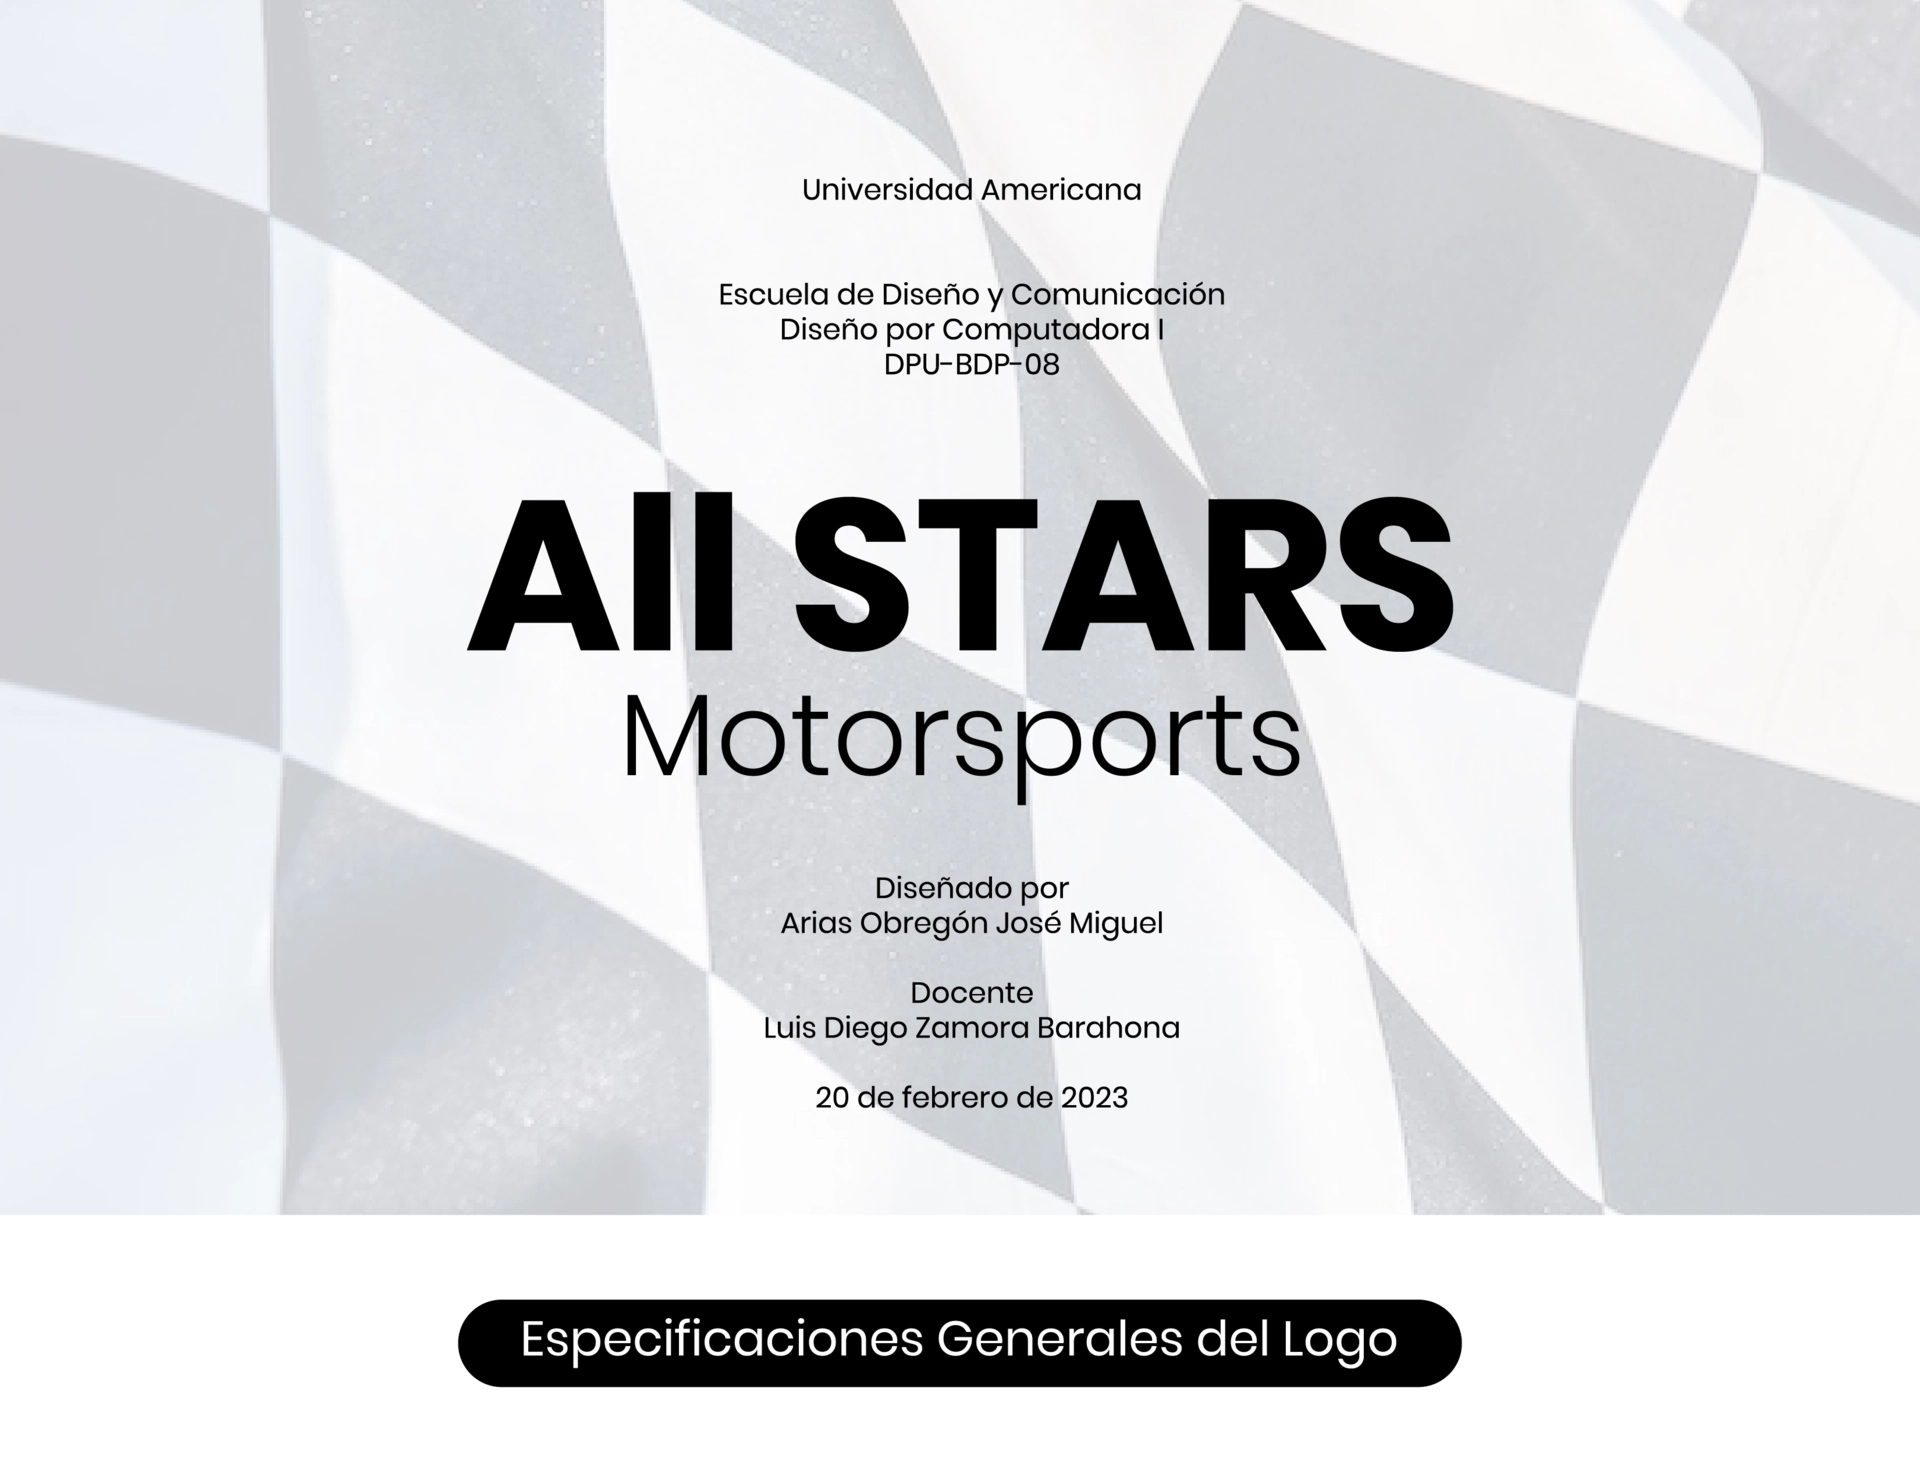 Universidad Americana
Escuela de Diseño y Comunicación
Diseño por Computadora I
DPU-BDP-08
All STARS
Motorsports
Diseñado por
Arias Obregón José Miguel
Docente
Luis Diego Zamora Barahona
20 de febrero de 2023
Especificaciones Generales del Logo